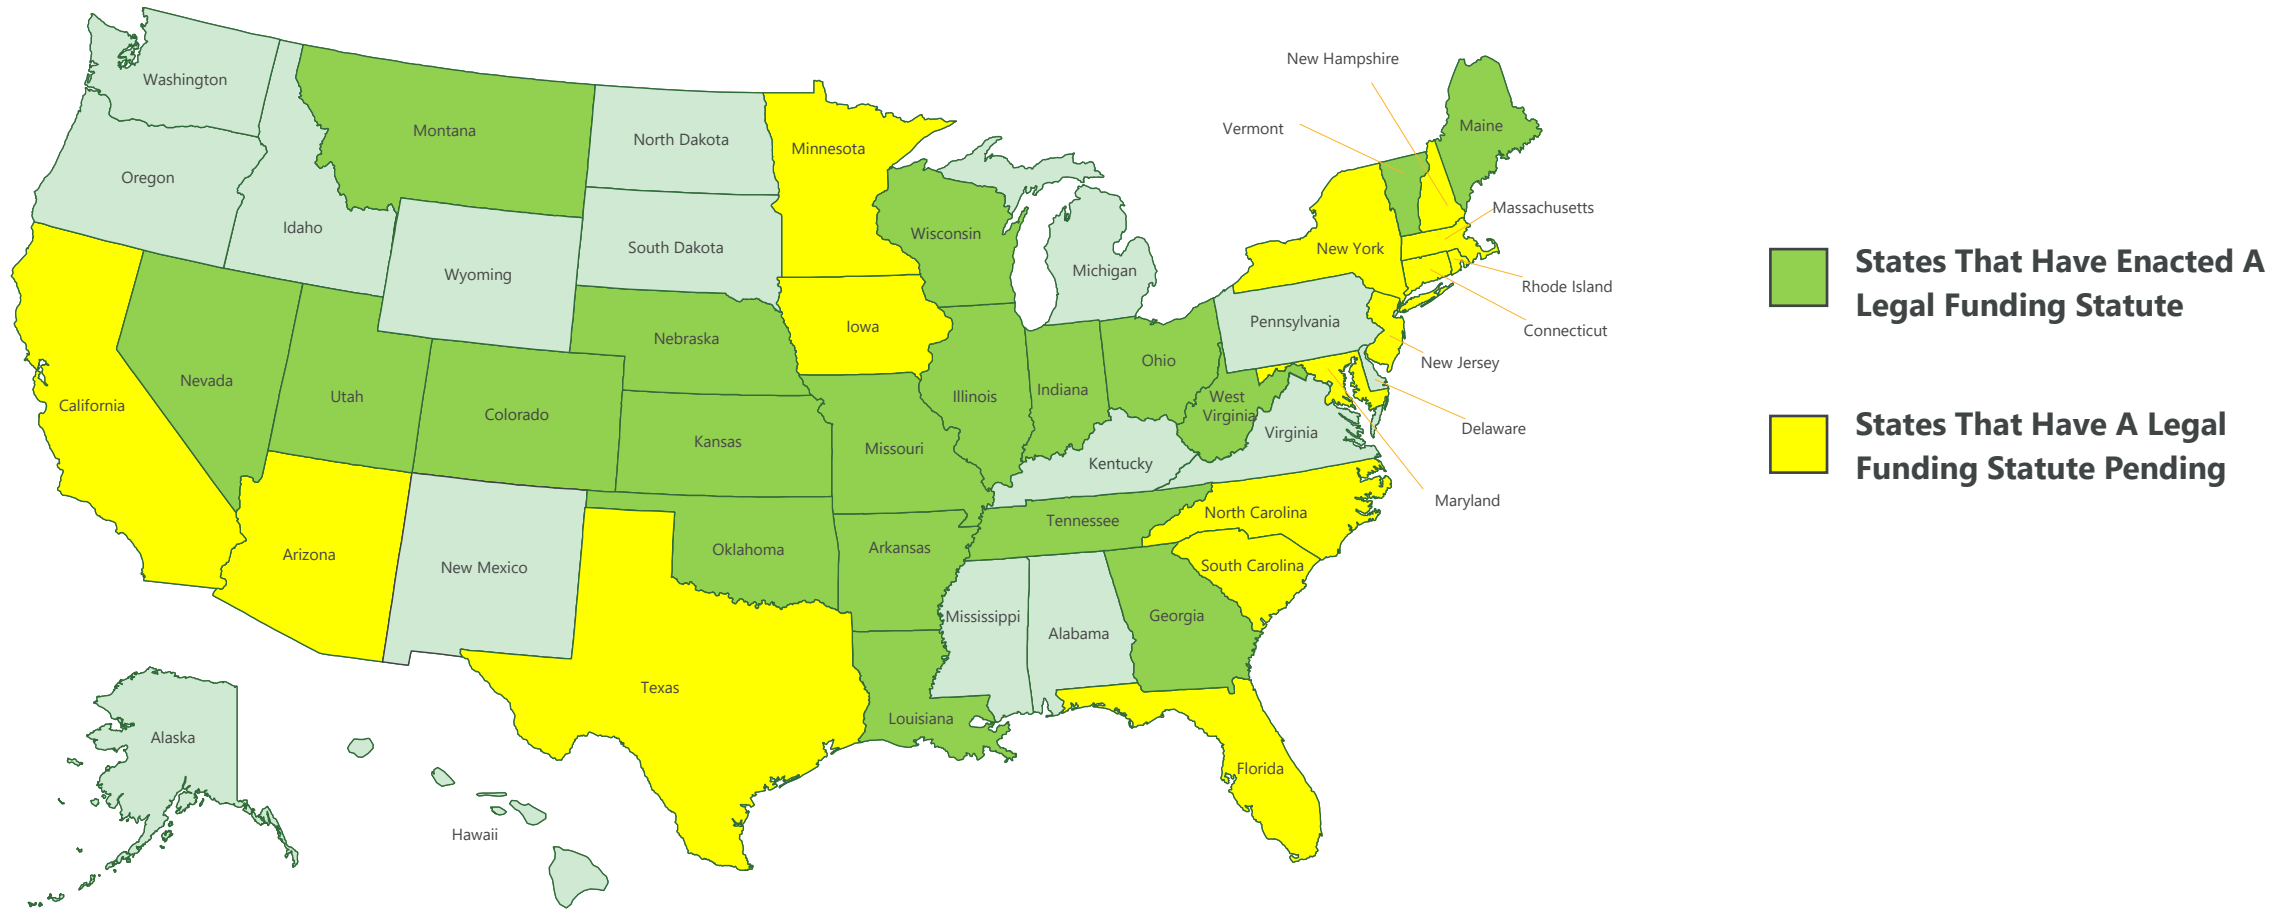 New Hampshire
Washington
Vermont
Maine
Montana
North Dakota
Minnesota
Oregon
Massachusetts
Idaho
Wisconsin
South Dakota
New York
Wyoming
Michigan
Rhode Island
Pennsylvania
Iowa
Connecticut
Nebraska
New Jersey
Ohio
Nevada
Indiana
Utah
Illinois
West
Virginia
California
Colorado
Delaware
Virginia
Kansas
Missouri
Kentucky
Maryland
North Carolina
Tennessee
Arkansas
Oklahoma
Arizona
South Carolina
New Mexico
Mississippi
Georgia
Alabama
Texas
Louisiana
Alaska
Florida
Hawaii
States That Have Enacted A
Legal Funding Statute
States That Have A Legal
Funding Statute Pending